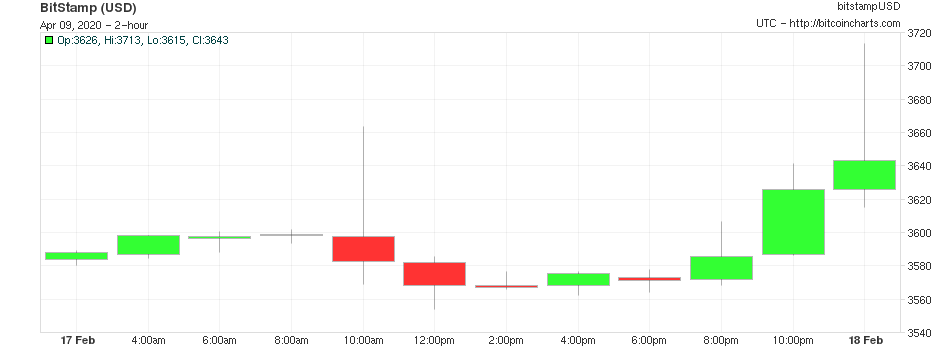 BitStamp (USD)
bitstampUSD
Apr 09, 2020 - 2-hour
UTC - http://bitcoincharts.com
Op:3626, Hi:3713, Lo:3615, Cl:3643
3720
3700
3680
3660
3640
3620
3600
3580
3560
3540
17 Feb 4:00am 6:00am 8:00am 10:00am 12:00pm 2:00pm 4:00pm 6:00pm 8:00pm 10:00pm 18 Feb